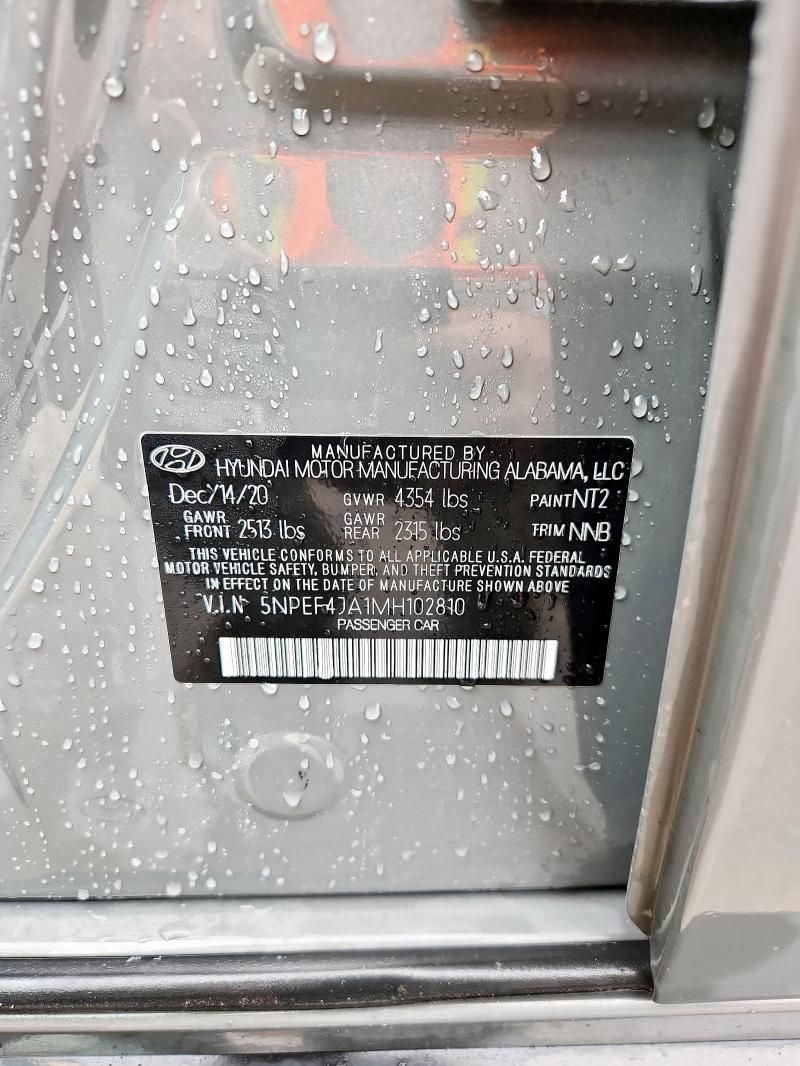 MANUFACTURED BY
HYUNDAI MOTOR MANUFACTURING ALABAMA, LLC
Dec/14/20 GVWR 4354 lbs PAINT NT2
GAWR FRONT 2513 lbs GAWR REAR 2315 lbs TRIM NNB
THIS VEHICLE CONFORMS TO ALL APPLICABLE U.S.A. FEDERAL
MOTOR VEHICLE SAFETY, BUMPER, AND THEFT PREVENTION STANDARDS
IN EFFECT ON THE DATE OF MANUFACTURE SHOWN ABOVE
V.I.N 5NPEF4JA1MH102810
PASSENGER CAR